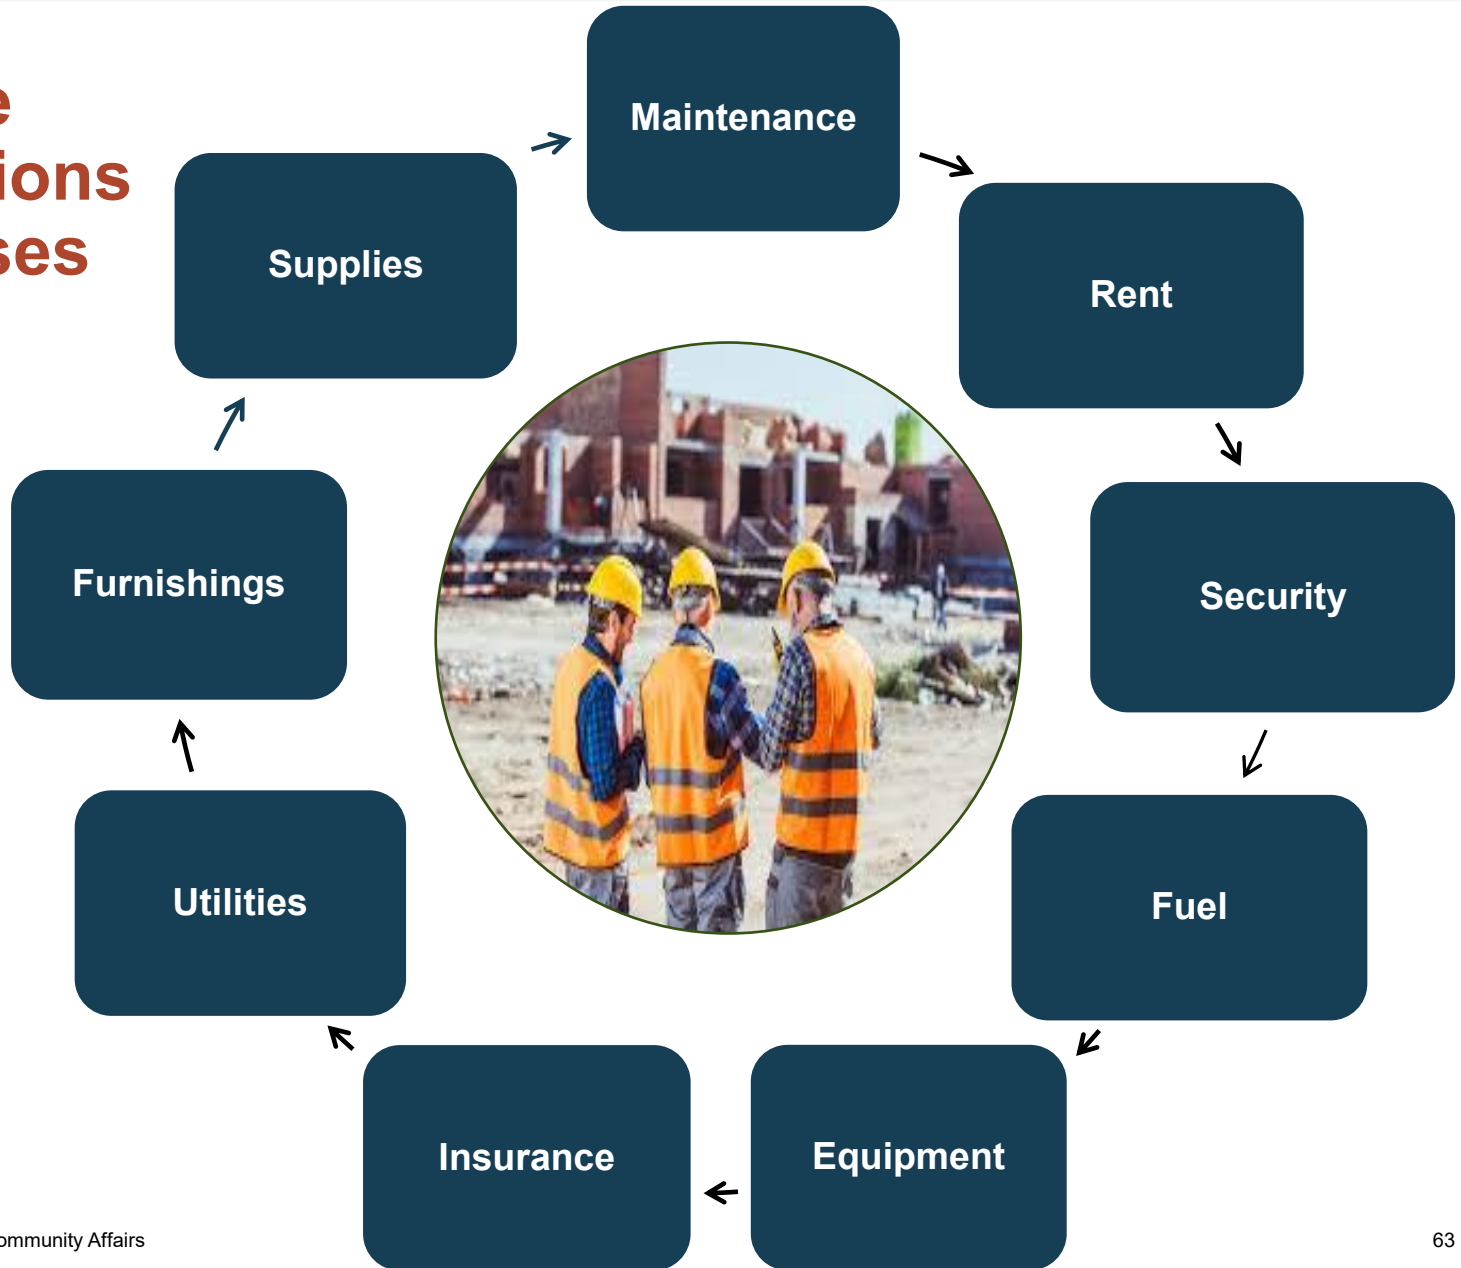 e
ions
ses
Maintenance
Supplies
Rent
Furnishings
Security
Utilities
Fuel
Insurance
Equipment
ommunity Affairs
63